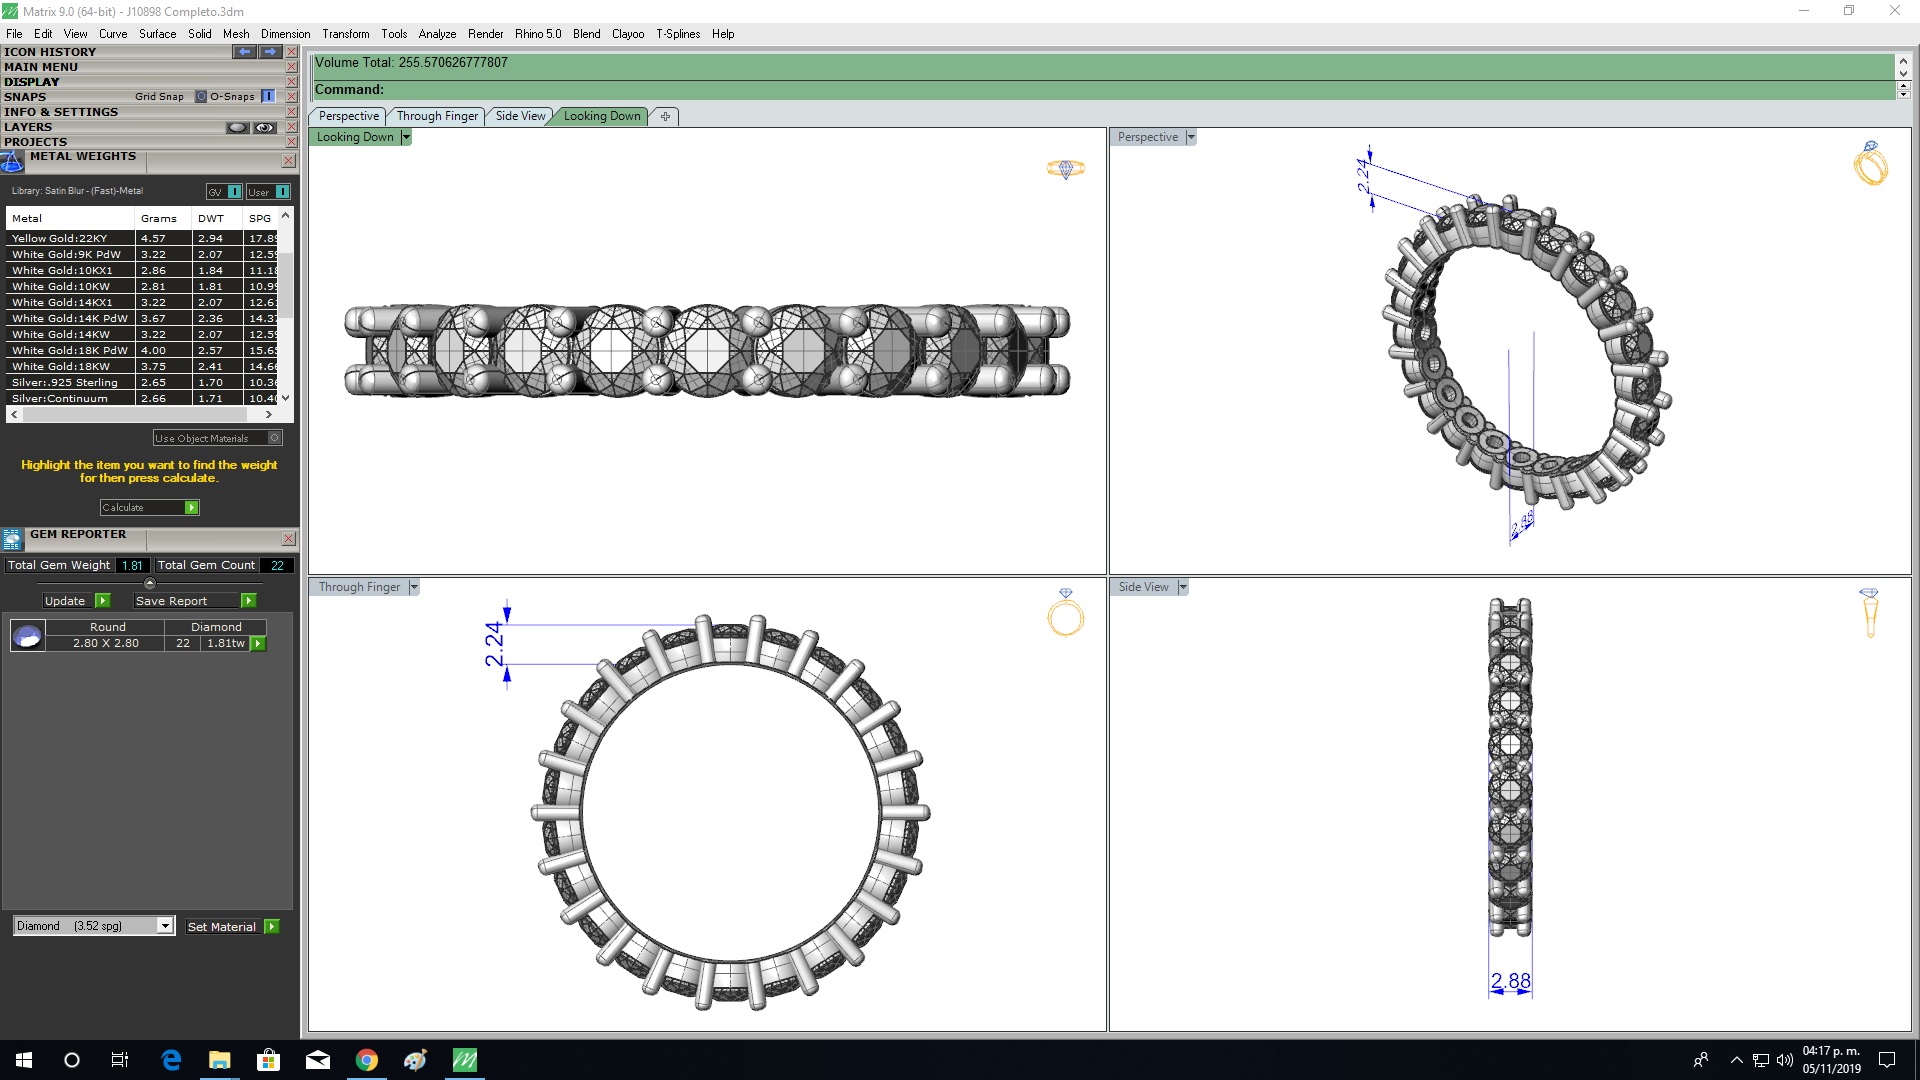 Matrix 9.0 (64-bit) - J10898 Completo.3dm
File Edit View Curve Surface Solid Mesh Dimension Transform Tools Analyze Render Rhino 5.0 Blend Clayoo T-Splines Help
ICON HISTORY
MAIN MENU
DISPLAY
SNAPS Grid Snap O-Snaps
INFO & SETTINGS
LAYERS
PROJECTS
METAL WEIGHTS
Library: Satin Blur - (Fast)-Metal GV User
Metal Grams DWT SPG
Yellow Gold:22KY 4.57 2.94 17.8
White Gold:9K PdW 3.22 2.07 12.5
White Gold:10KX1 2.86 1.84 11.1
White Gold:10KW 2.81 1.81 10.9
White Gold:14KX1 3.22 2.07 12.6
White Gold:14K PdW 3.67 2.36 14.3
White Gold:14KW 3.22 2.07 12.5
White Gold:18K PdW 4.00 2.57 15.6
White Gold:18KW 3.75 2.41 14.6
Silver:.925 Sterling 2.65 1.70 10.3
Silver:Continuum 2.66 1.71 10.4
Use Object Materials
Highlight the item you want to find the weight
for then press calculate.
Calculate
GEM REPORTER
Total Gem Weight 1.81 Total Gem Count 22
Update Save Report
Round Diamond
2.80 X 2.80 22 1.81tw
Diamond (3.52 spg) Set Material
Volume Total: 255.570626777807
Command:
Perspective Through Finger Side View Looking Down
Looking Down
Perspective
2.24
2.88
Through Finger
2.24
Side View
2.88
04:17 p. m.
05/11/2019